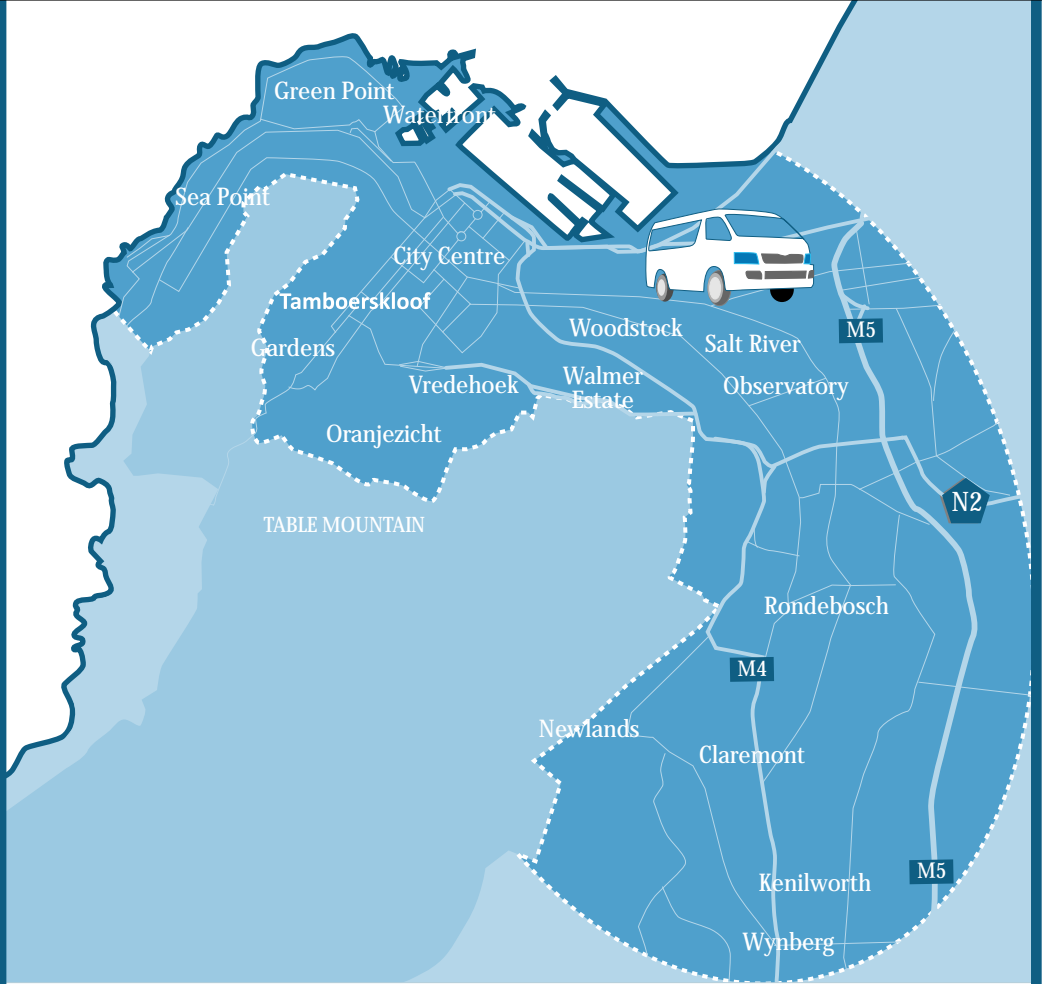 Green Point
Waterfront
Sea Point
City Centre
Tamboerskloof
Woodstock
M5
Salt River
Gardens
Vredehoek
Walmer
Estate
Observatory
Oranjezicht
N2
TABLE MOUNTAIN
Rondebosch
M4
Newlands
Claremont
M5
Kenilworth
Wynberg